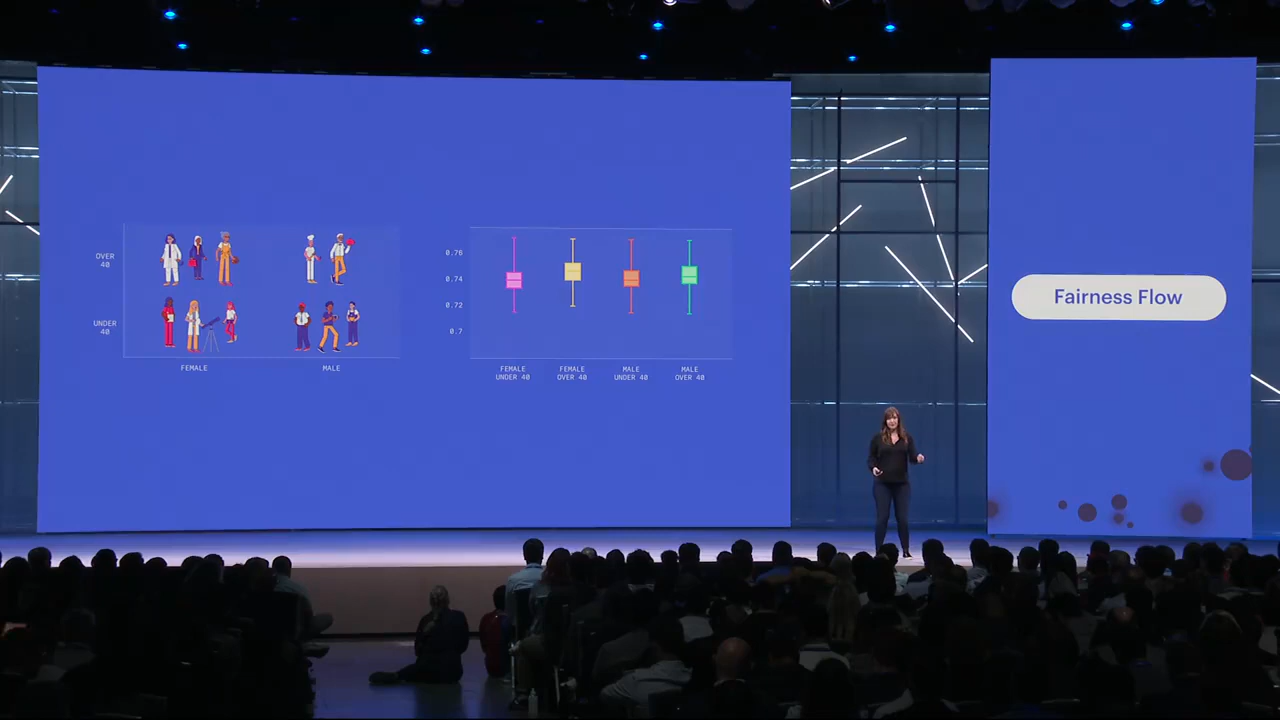 OVER
40
UNDER
40
FEMALE
MALE
0.76
0.74
0.72
0.7
FEMALE
UNDER 40
FEMALE
OVER 40
MALE
UNDER 40
MALE
OVER 40
Fairness Flow